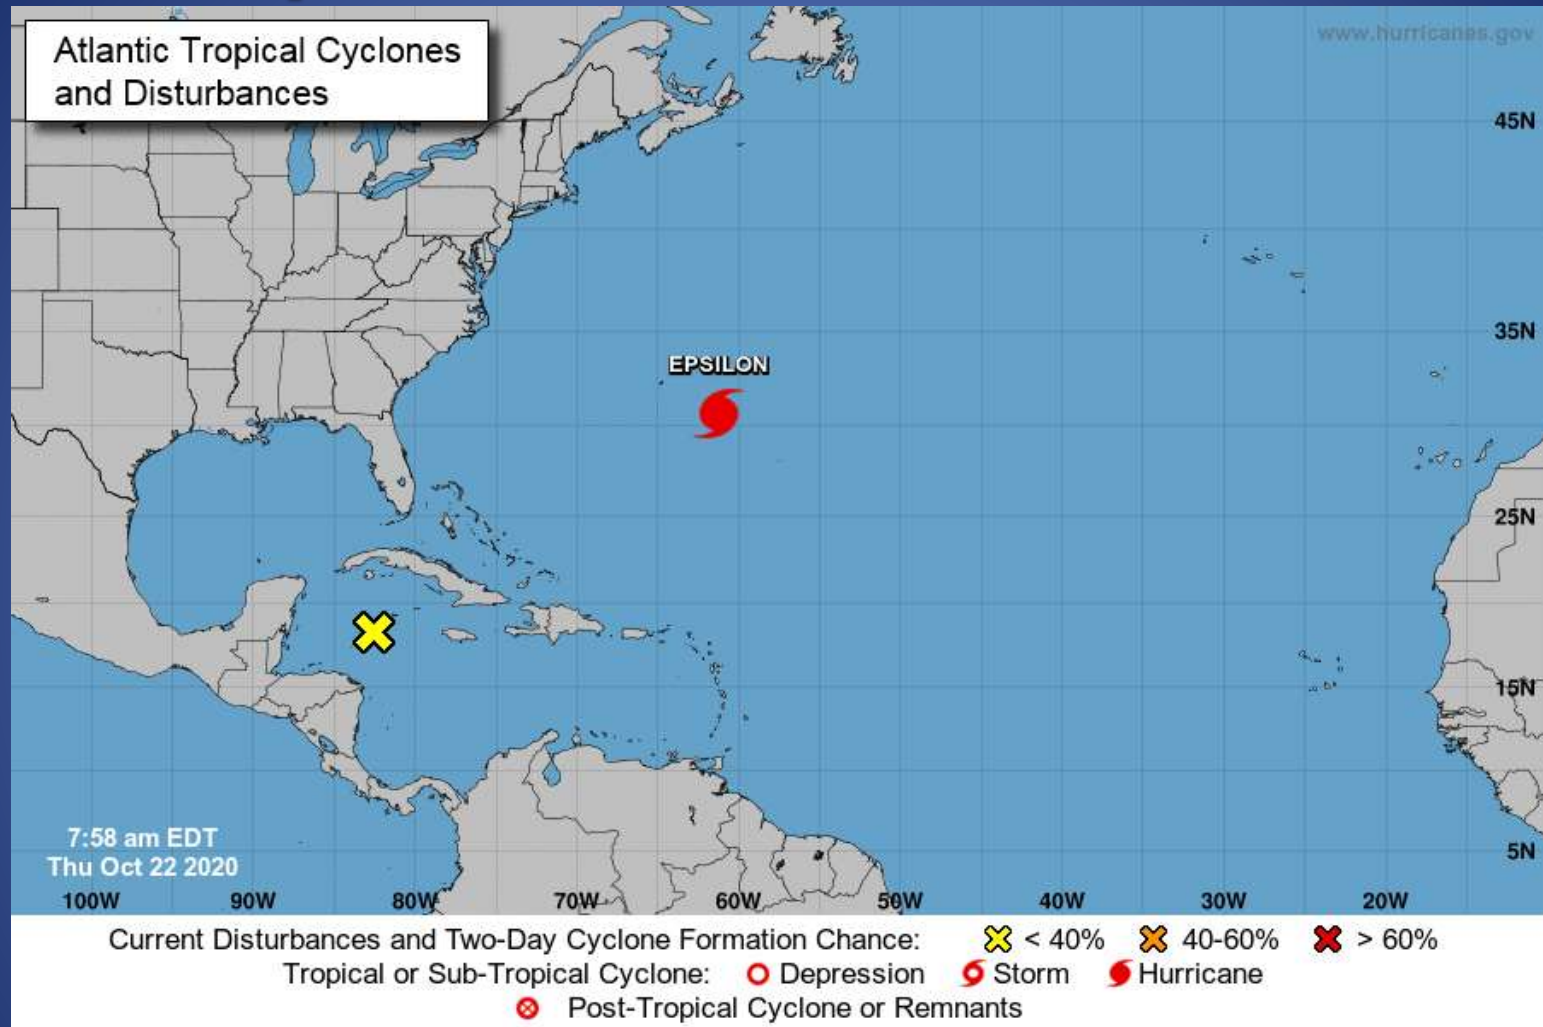 Atlantic Tropical Cyclones
and Disturbances
www.hurricanes.gov
45N
35N
EPSILON
25N
15N
7:58 am EDT
Thu Oct 22 2020
5N
100W 90W 80W 70W 60W 50W 40W 30W 20W
Current Disturbances and Two-Day Cyclone Formation Chance: < 40% 40-60% > 60%
Tropical or Sub-Tropical Cyclone: Depression Storm Hurricane
Post-Tropical Cyclone or Remnants